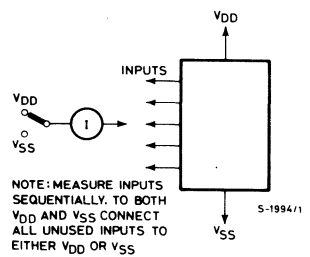 VDD
INPUTS
VDD
I
VSS
NOTE: MEASURE INPUTS
SEQUENTIALLY. TO BOTH
VDD AND VSS CONNECT
ALL UNUSED INPUTS TO
EITHER VDD OR VSS
S-1994/1
VSS